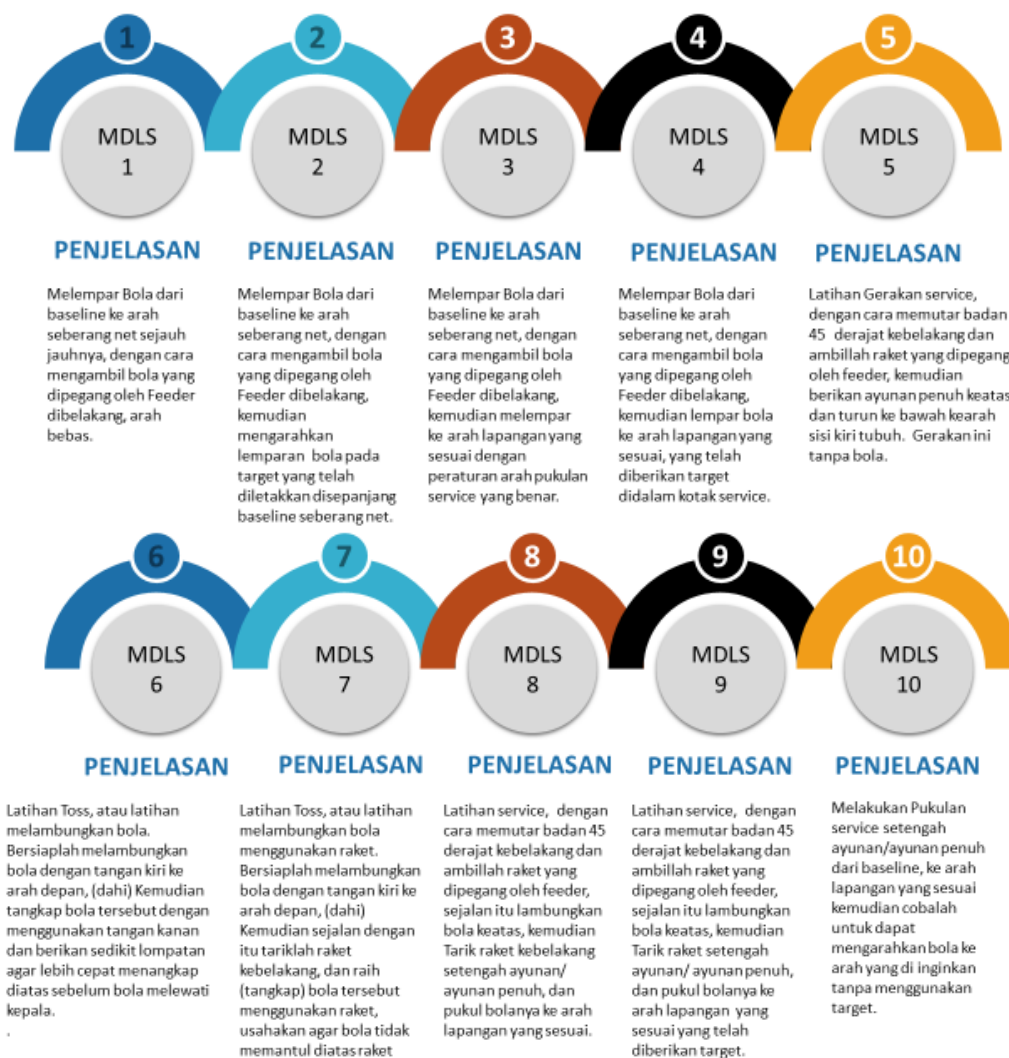 1
2
3
4
5
MDLS
1
MDLS
2
MDLS
3
MDLS
4
MDLS
5
PENJELASAN
Melempar Bola dari
baseline ke arah
seberang net sejauh
jauhnya, dengan cara
mengambil bola yang
dipegang oleh Feeder
dibelakang, arah
bebas.
PENJELASAN
Melempar Bola dari
baseline ke arah
seberang net, dengan
cara mengambil bola
yang dipegang oleh
Feeder dibelakang,
kemudian
mengarahkan
lemparan bola pada
target yang telah
diletakkan disepanjang
baseline seberang net.
PENJELASAN
Melempar Bola dari
baseline ke arah
seberang net, dengan
cara mengambil bola
yang dipegang oleh
Feeder dibelakang,
kemudian melempar
ke arah lapangan yang
sesuai dengan
peraturan arah pukulan
service yang benar.
PENJELASAN
Melempar Bola dari
baseline ke arah
seberang net, dengan
cara mengambil bola
yang dipegang oleh
Feeder dibelakang,
kemudian lempar bola
ke arah lapangan yang
sesuai, yang telah
diberikan target
didalam kotak service.
PENJELASAN
Latihan Gerakan service,
dengan cara memutar badan
45 derajat kebelakang dan
ambillah raket yang dipegang
oleh feeder, kemudian
berikan ayunan penuh keatas
dan turun ke bawah kearah
sisi kiri tubuh. Gerakan ini
tanpa bola.
6
7
8
9
10
MDLS
6
MDLS
7
MDLS
8
MDLS
9
MDLS
10
PENJELASAN
Latihan Toss, atau latihan
melambungkan bola.
Bersiaplah melambungkan
bola dengan tangan kiri ke
arah depan, (dahi) Kemudian
tangkap bola tersebut dengan
menggunakan tangan kanan
dan berikan sedikit lompatan
agar lebih cepat menangkap
diatas sebelum bola melewati
kepala.
.
PENJELASAN
Latihan Toss, atau latihan
melambungkan bola
menggunakan raket.
Bersiaplah melambungkan
bola dengan tangan kiri ke
arah depan, (dahi)
Kemudian sejalan dengan
itu tariklah raket
kebelakang, dan raih
(tangkap) bola tersebut
menggunakan raket,
usahakan agar bola tidak
memantul diatas raket
PENJELASAN
Latihan service, dengan
cara memutar badan 45
derajat kebelakang dan
ambillah raket yang
dipegang oleh feeder,
sejalan itu lambungkan
bola keatas, kemudian
Tarik raket kebelakang
setengah ayunan/
ayunan penuh, dan
pukul bolanya ke arah
lapangan yang sesuai.
PENJELASAN
Latihan service, dengan
cara memutar badan 45
derajat kebelakang dan
ambillah raket yang
dipegang oleh feeder,
sejalan itu lambungkan
bola keatas, kemudian
Tarik raket setengah
ayunan/ ayunan penuh,
dan pukul bolanya ke
arah lapangan yang
sesuai yang telah
diberikan target.
PENJELASAN
Melakukan Pukulan
service setengah
ayunan/ayunan penuh
dari baseline, ke arah
lapangan yang sesuai
kemudian cobalah
untuk dapat
mengarahkan bola ke
arah yang di inginkan
tanpa menggunakan
target.